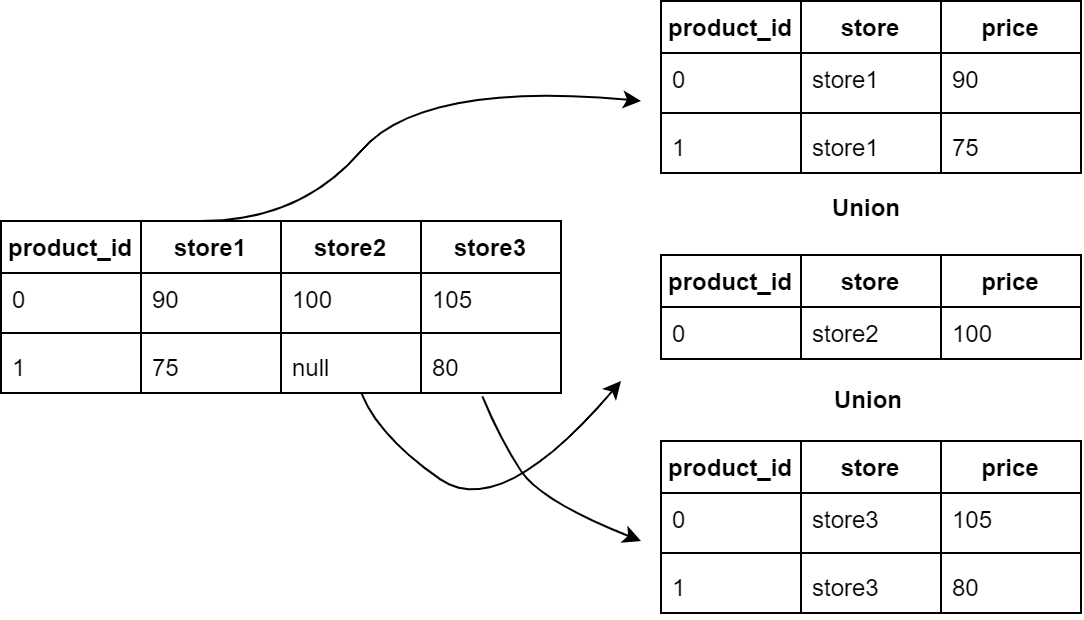 product_id store1 store2 store3
0 90 100 105
1 75 null 80
product_id store price
0 store1 90
1 store1 75
Union
product_id store price
0 store2 100
Union
product_id store price
0 store3 105
1 store3 80